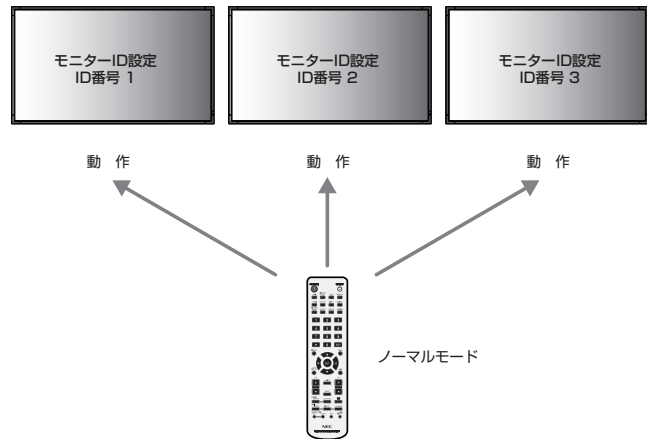 モニターID設定
ID番号 1
モニターID設定
ID番号 2
モニターID設定
ID番号 3
動 作
動 作
動 作
ノーマルモード
NEC